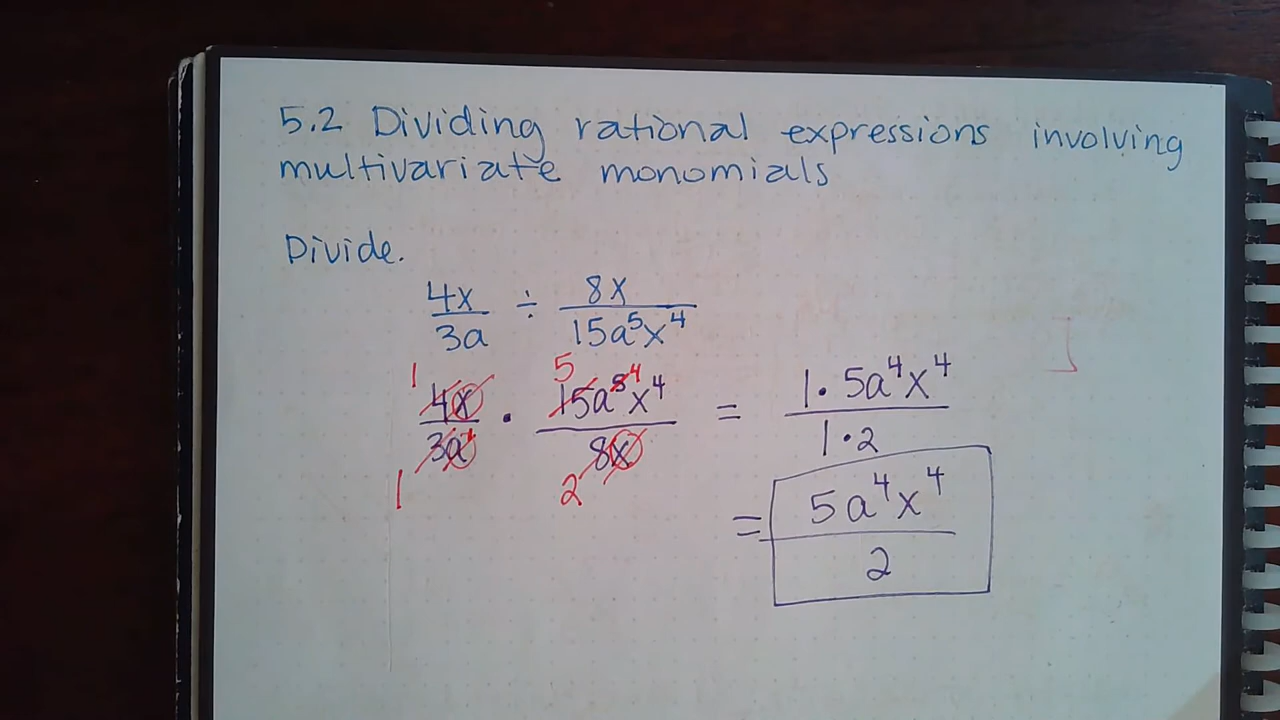 5.2 Dividing rational expressions involving
multivariate monomials
Divide.
4x/3a ÷ 8x/15a⁵x⁴
1 5 4
4x/3a¹ · 15a⁵x⁴/8x = 1·5a⁴x⁴/1·2
1 2
= 5a⁴x⁴/2